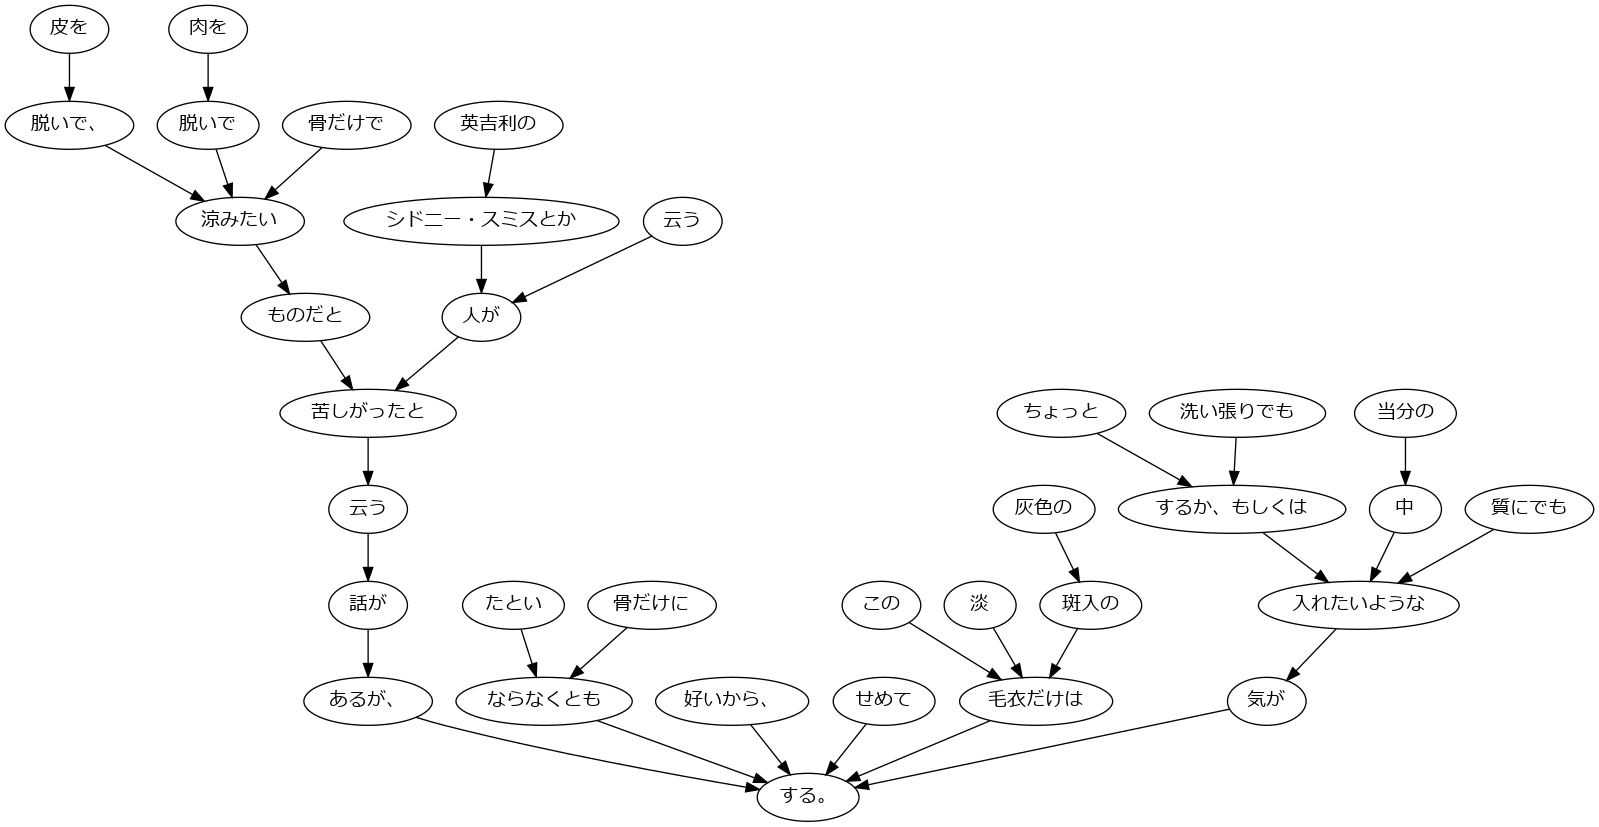 皮を
肉を
脱いで、
脱いで
骨だけで
英吉利の
涼みたい
シドニー・スミスとか
云う
ものだと
人が
苦しがったと
ちょっと
洗い張りでも
当分の
云う
灰色の
するか、もしくは
中
質にでも
話が
たとい
骨だけに
この
淡
斑入の
入れたいような
あるが、
ならなくとも
好いから、
せめて
毛衣だけは
気が
する。